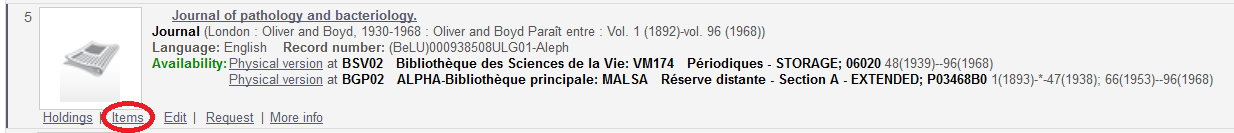 5 Journal of pathology and bacteriology.
Journal (London : Oliver and Boyd, 1930-1968 : Oliver and Boyd Paraît entre : Vol. 1 (1892)-vol. 96 (1968))
Language: English Record number: (BeLU)000938508ULG01-Aleph
Availability: Physical version at BSV02 Bibliothèque des Sciences de la Vie: VM174 Périodiques - STORAGE; 06020 48(1939)--96(1968)
Physical version at BGP02 ALPHA-Bibliothèque principale: MALSA Réserve distante - Section A - EXTENDED; P03468B0 1(1893)-*-47(1938); 66(1953)--96(1968)
Holdings | Items Edit | Request | More info